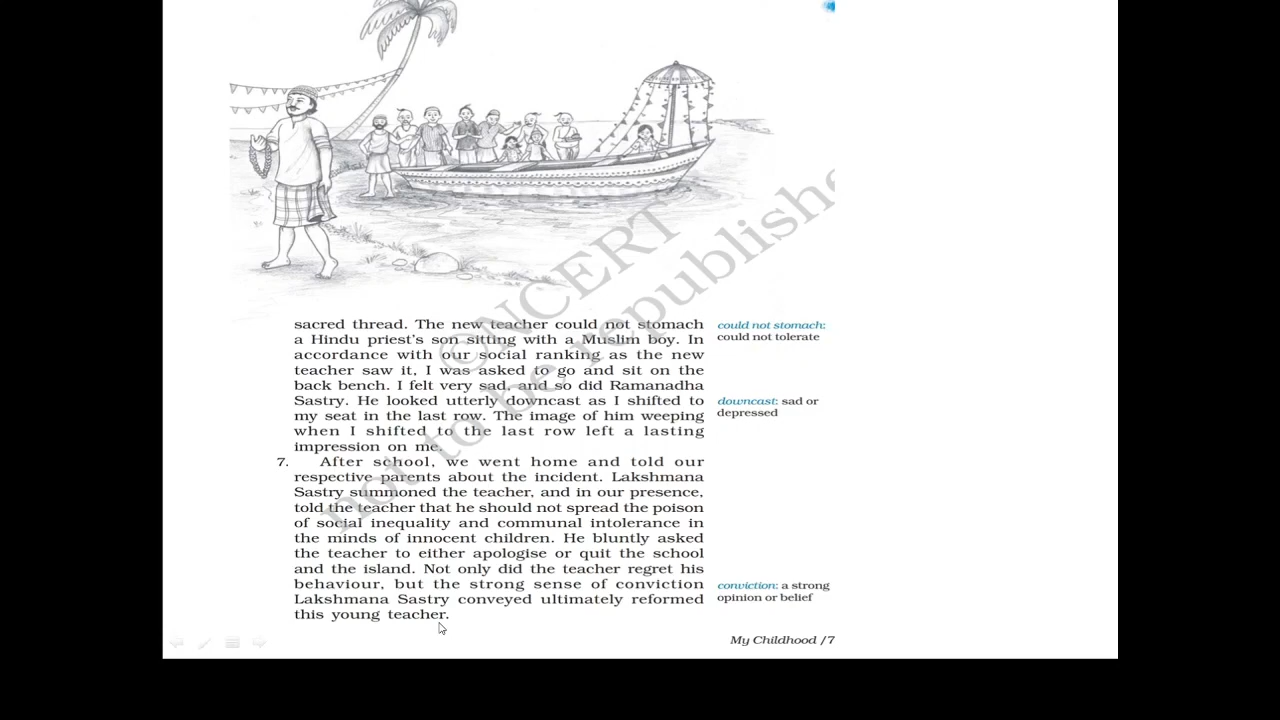 sacred thread. The new teacher could not stomach
a Hindu priest's son sitting with a Muslim boy. In
accordance with our social ranking as the new
teacher saw it, I was asked to go and sit on the
back bench. I felt very sad, and so did Ramanadha
Sastry. He looked utterly downcast as I shifted to
my seat in the last row. The image of him weeping
when I shifted to the last row left a lasting
impression on me.
7. After school, we went home and told our
respective parents about the incident. Lakshmana
Sastry summoned the teacher, and in our presence,
told the teacher that he should not spread the poison
of social inequality and communal intolerance in
the minds of innocent children. He bluntly asked
the teacher to either apologise or quit the school
and the island. Not only did the teacher regret his
behaviour, but the strong sense of conviction
Lakshmana Sastry conveyed ultimately reformed
this young teacher.
could not stomach:
could not tolerate
downcast: sad or
depressed
conviction: a strong
opinion or belief
My Childhood /7
©NCERT
not to be republishe